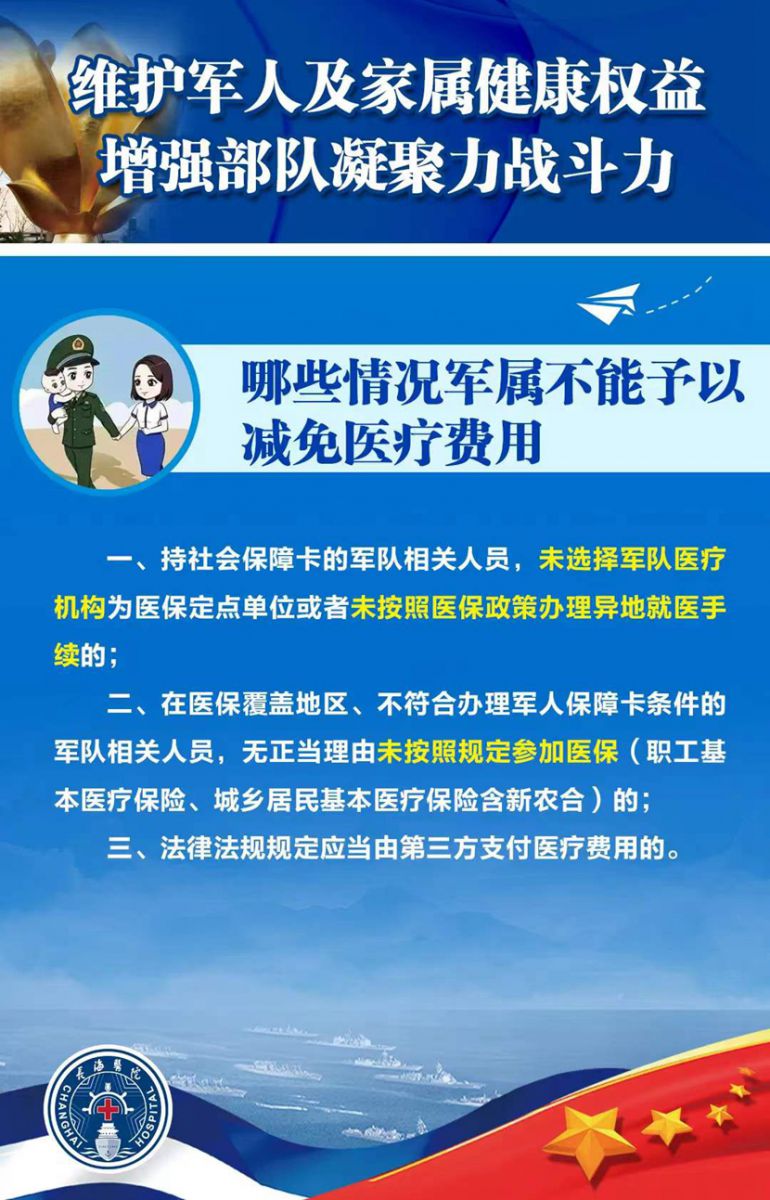 维护军人及家属健康权益
增强部队凝聚力战斗力
哪些情况军属不能予以
减免医疗费用
一、持社会保障卡的军队相关人员，未选择军队医疗
机构为医保定点单位或者未按照医保政策办理异地就医手
续的；
二、在医保覆盖地区、不符合办理军人保障卡条件的
军队相关人员，无正当理由未按照规定参加医保（职工基
本医疗保险、城乡居民基本医疗保险含新农合）的；
三、法律法规规定应当由第三方支付医疗费用的。
長海醫院
CHANGHAI HOSPITAL